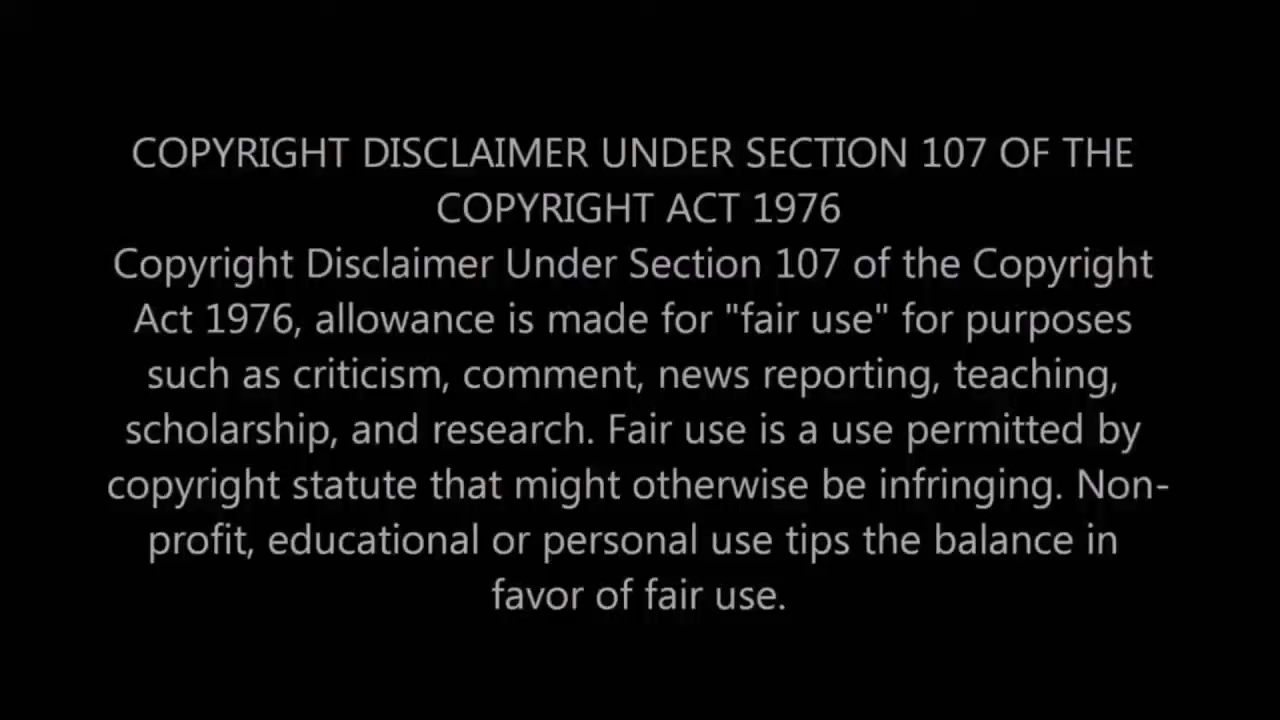 COPYRIGHT DISCLAIMER UNDER SECTION 107 OF THE
COPYRIGHT ACT 1976
Copyright Disclaimer Under Section 107 of the Copyright
Act 1976, allowance is made for "fair use" for purposes
such as criticism, comment, news reporting, teaching,
scholarship, and research. Fair use is a use permitted by
copyright statute that might otherwise be infringing. Non-
profit, educational or personal use tips the balance in
favor of fair use.